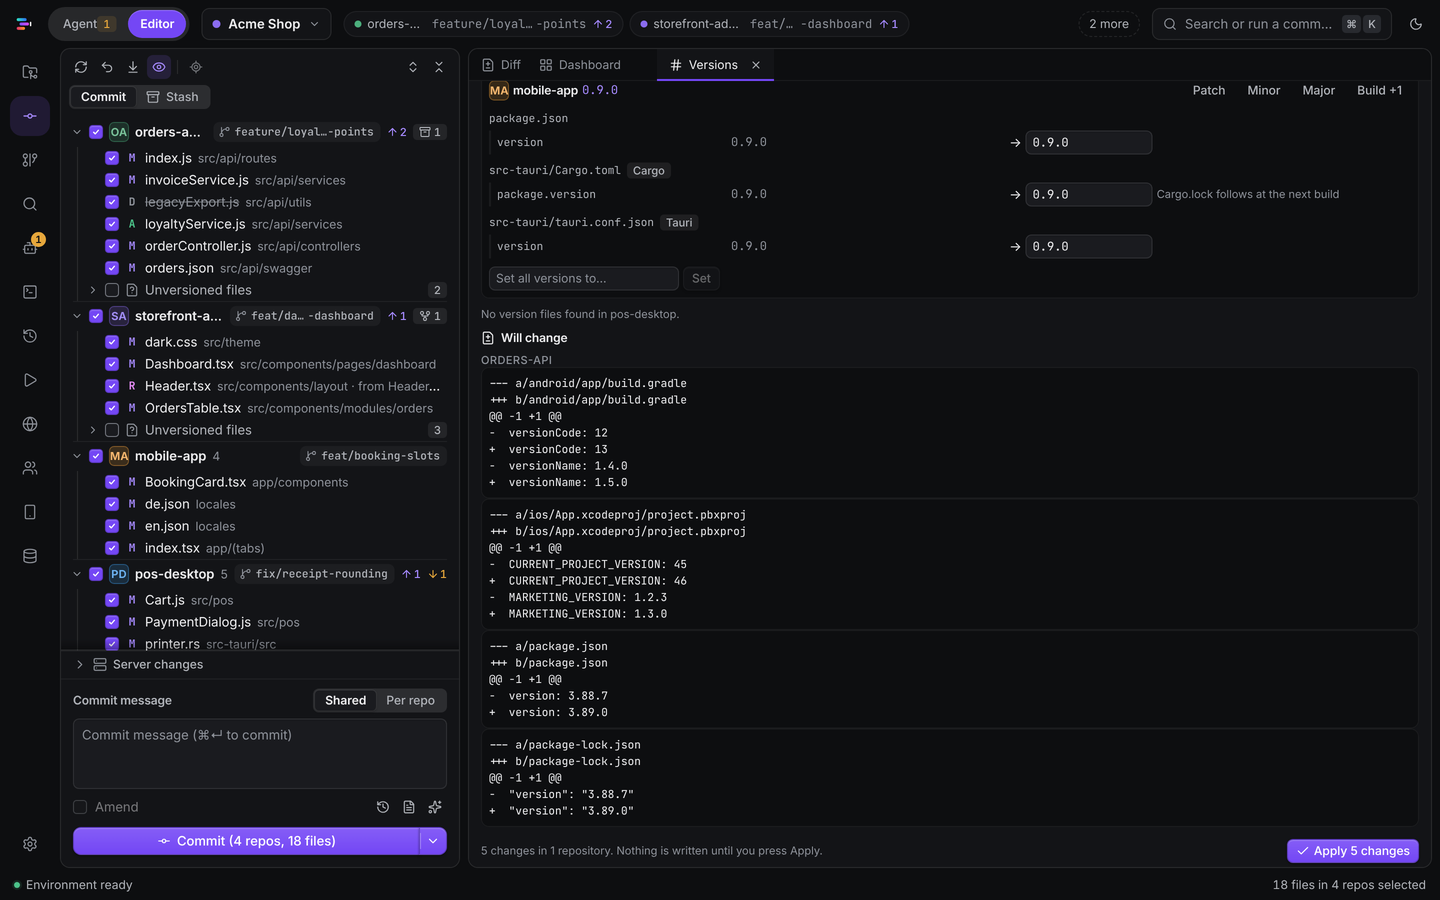 Agent 1 Editor Acme Shop orders-... feature/loyal… -points ↑ 2 storefront-ad... feat/… -dashboard ↑ 1 2 more Search or run a comm... ⌘ K
Commit Stash
OA orders-a... feature/loyal…-points ↑ 2 1
M index.js src/api/routes
M invoiceService.js src/api/services
D legacyExport.js src/api/utils
A loyaltyService.js src/api/services
M orderController.js src/api/controllers
M orders.json src/api/swagger
Unversioned files 2
SA storefront-a... feat/da… -dashboard ↑ 1 1
M dark.css src/theme
M Dashboard.tsx src/components/pages/dashboard
R Header.tsx src/components/layout · from Header...
M OrdersTable.tsx src/components/modules/orders
Unversioned files 3
MA mobile-app 4 feat/booking-slots
M BookingCard.tsx app/components
M de.json locales
M en.json locales
M index.tsx app/(tabs)
PD pos-desktop 5 fix/receipt-rounding ↑ 1 ↓ 1
M Cart.js src/pos
M PaymentDialog.js src/pos
M printer.rs src-tauri/src
Server changes
Commit message Shared Per repo
Commit message (⌘↵ to commit)
Amend
Commit (4 repos, 18 files)
1
Diff Dashboard # Versions ×
MA mobile-app 0.9.0 Patch Minor Major Build +1
package.json
version 0.9.0 → 0.9.0
src-tauri/Cargo.toml Cargo
package.version 0.9.0 → 0.9.0 Cargo.lock follows at the next build
src-tauri/tauri.conf.json Tauri
version 0.9.0 → 0.9.0
Set all versions to... Set
No version files found in pos-desktop.
Will change
ORDERS-API
--- a/android/app/build.gradle
+++ b/android/app/build.gradle
@@ -1 +1 @@
- versionCode: 12
+ versionCode: 13
- versionName: 1.4.0
+ versionName: 1.5.0
--- a/ios/App.xcodeproj/project.pbxproj
+++ b/ios/App.xcodeproj/project.pbxproj
@@ -1 +1 @@
- CURRENT_PROJECT_VERSION: 45
+ CURRENT_PROJECT_VERSION: 46
- MARKETING_VERSION: 1.2.3
+ MARKETING_VERSION: 1.3.0
--- a/package.json
+++ b/package.json
@@ -1 +1 @@
- version: 3.88.7
+ version: 3.89.0
--- a/package-lock.json
+++ b/package-lock.json
@@ -1 +1 @@
- "version": "3.88.7"
+ "version": "3.89.0"
5 changes in 1 repository. Nothing is written until you press Apply. Apply 5 changes
Environment ready 18 files in 4 repos selected